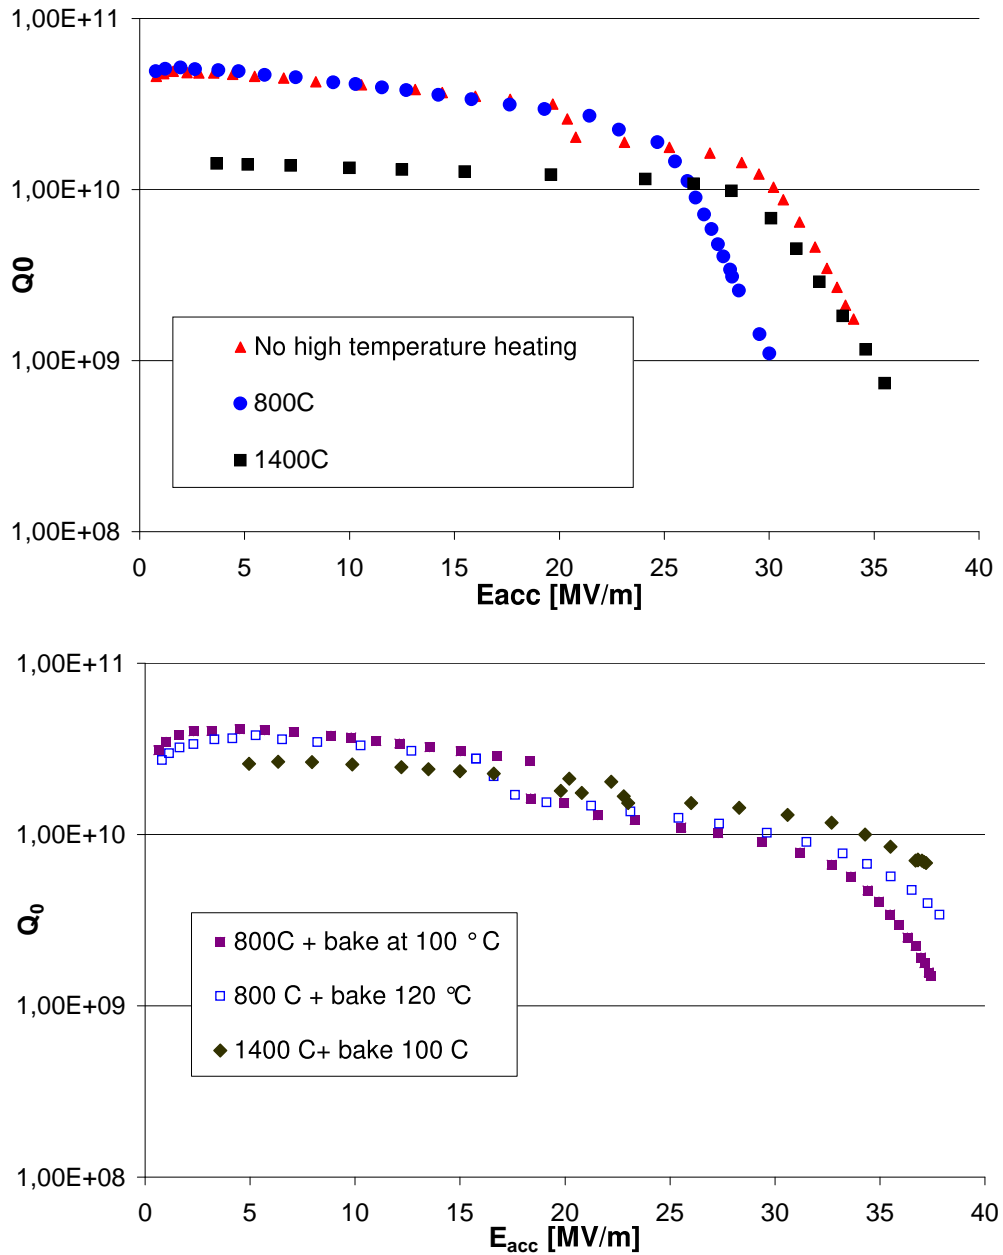 1,00E+11
1,00E+10
1,00E+09
1,00E+08
Q0
No high temperature heating
800C
1400C
0 5 10 15 20 25 30 35 40
Eacc [MV/m]
1,00E+11
1,00E+10
1,00E+09
1,00E+08
Q0
800C + bake at 100 °C
800 C + bake 120 °C
1400 C+ bake 100 C
0 5 10 15 20 25 30 35 40
Eacc [MV/m]